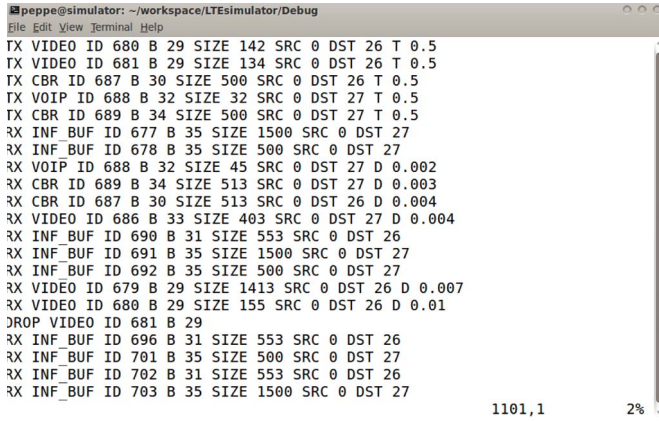 peppe@simulator: ~/workspace/LTEsimulator/Debug
File Edit View Terminal Help
TX VIDEO ID 680 B 29 SIZE 142 SRC 0 DST 26 T 0.5
TX VIDEO ID 681 B 29 SIZE 134 SRC 0 DST 26 T 0.5
TX CBR ID 687 B 30 SIZE 500 SRC 0 DST 26 T 0.5
TX VOIP ID 688 B 32 SIZE 32 SRC 0 DST 27 T 0.5
TX CBR ID 689 B 34 SIZE 500 SRC 0 DST 27 T 0.5
RX INF_BUF ID 677 B 35 SIZE 1500 SRC 0 DST 27
RX INF_BUF ID 678 B 35 SIZE 500 SRC 0 DST 27
RX VOIP ID 688 B 32 SIZE 45 SRC 0 DST 27 D 0.002
RX CBR ID 689 B 34 SIZE 513 SRC 0 DST 27 D 0.003
RX CBR ID 687 B 30 SIZE 513 SRC 0 DST 26 D 0.004
RX VIDEO ID 686 B 33 SIZE 403 SRC 0 DST 27 D 0.004
RX INF_BUF ID 690 B 31 SIZE 553 SRC 0 DST 26
RX INF_BUF ID 691 B 35 SIZE 1500 SRC 0 DST 27
RX INF_BUF ID 692 B 35 SIZE 500 SRC 0 DST 27
RX VIDEO ID 679 B 29 SIZE 1413 SRC 0 DST 26 D 0.007
RX VIDEO ID 680 B 29 SIZE 155 SRC 0 DST 26 D 0.01
DROP VIDEO ID 681 B 29
RX INF_BUF ID 696 B 31 SIZE 553 SRC 0 DST 26
RX INF_BUF ID 701 B 35 SIZE 500 SRC 0 DST 27
RX INF_BUF ID 702 B 31 SIZE 553 SRC 0 DST 26
RX INF_BUF ID 703 B 35 SIZE 1500 SRC 0 DST 27
1101,1 2%